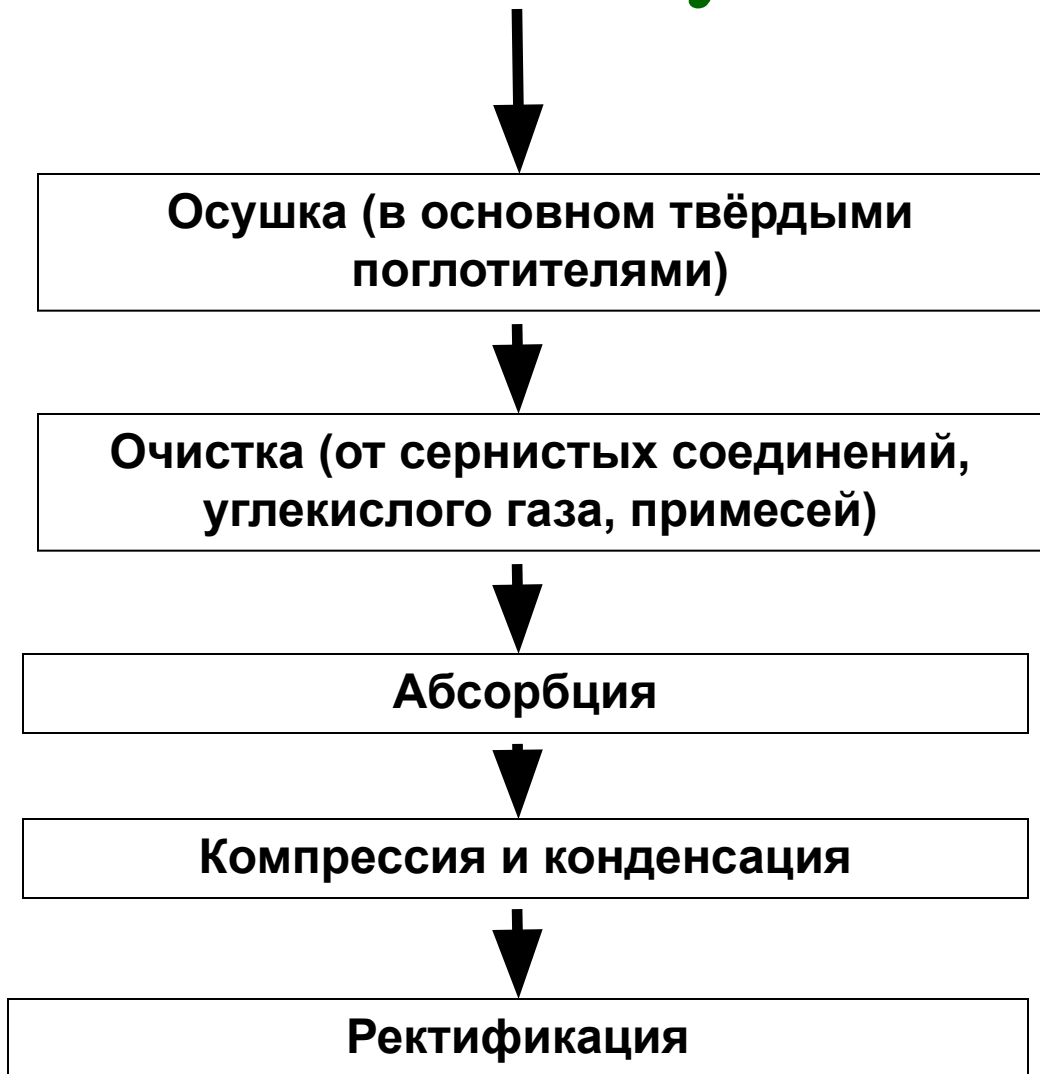 Осушка (в основном твёрдыми
поглотителями)
Очистка (от сернистых соединений,
углекислого газа, примесей)
Абсорбция
Компрессия и конденсация
Ректификация